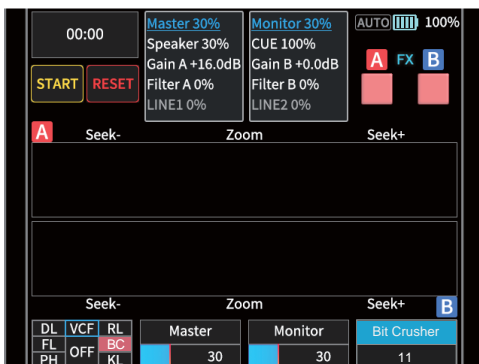 00:00
START RESET
Master 30%
Speaker 30%
Gain A +16.0dB
Filter A 0%
LINE1 0%
Monitor 30%
CUE 100%
Gain B +0.0dB
Filter B 0%
LINE2 0%
AUTO 100%
A FX B
A Seek- Zoom Seek+
Seek- Zoom Seek+ B
DL VCF RL
FL OFF BC
PH KL
Master
30
Monitor
30
Bit Crusher
11